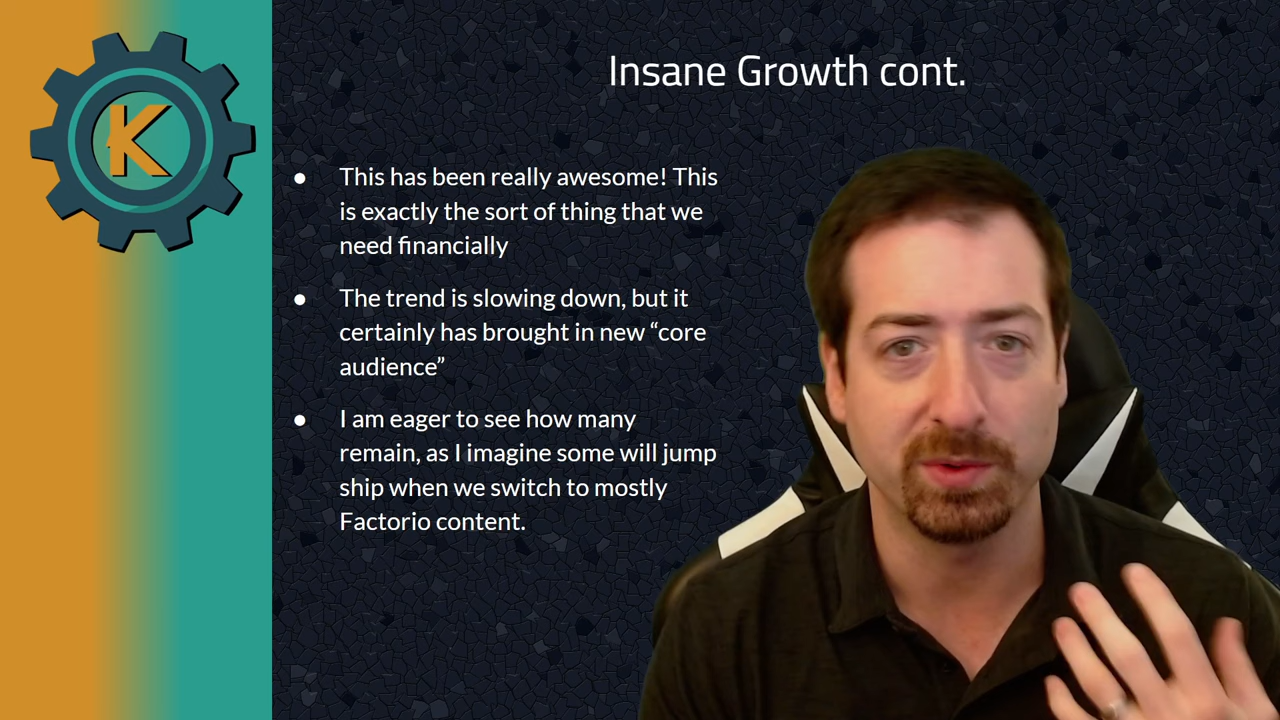 K
Insane Growth cont.
● This has been really awesome! This
is exactly the sort of thing that we
need financially
● The trend is slowing down, but it
certainly has brought in new “core
audience”
● I am eager to see how many
remain, as I imagine some will jump
ship when we switch to mostly
Factorio content.